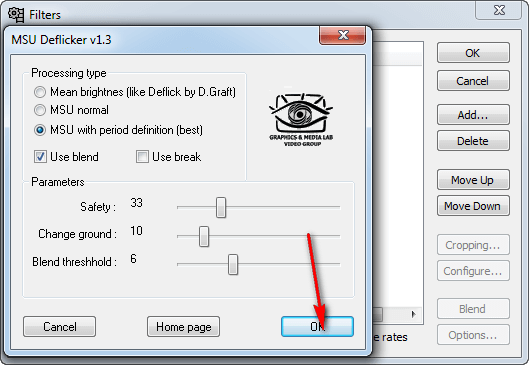 Filters
MSU Deflicker v1.3
Processing type
Mean brightnes (like Deflick by D.Graft)
MSU normal
MSU with period definition (best)
Use blend
Use break
GRAPHICS & MEDIA LAB
VIDEO GROUP
Parameters
Safety : 33
Change ground : 10
Blend threshhold : 6
Cancel
Home page
OK
OK
Cancel
Add...
Delete
Move Up
Move Down
Cropping...
Configure...
Blend
Options...
e rates